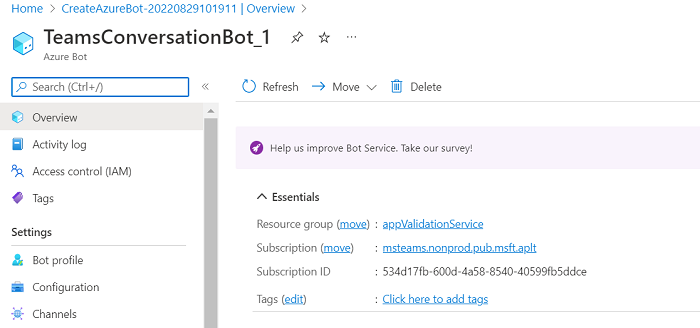 Home > CreateAzureBot-20220829101911 | Overview >
TeamsConversationBot_1
Azure Bot
Search (Ctrl+/)
Refresh Move Delete
Overview
Activity log
Access control (IAM)
Tags
Settings
Bot profile
Configuration
Channels
Help us improve Bot Service. Take our survey!
Essentials
Resource group (move) : appValidationService
Subscription (move) : msteams.nonprod.pub.msft.aplt
Subscription ID : 534d17fb-600d-4a58-8540-40599fb5ddce
Tags (edit) : Click here to add tags